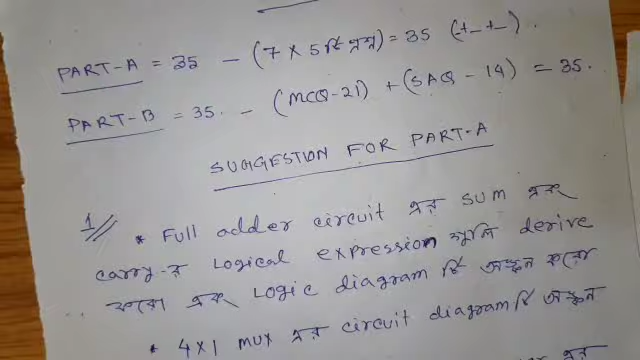 PART-A = 35 - (7 X 5টি প্রশ্ন) = 35 (+-+-).
PART-B = 35. - (MCQ-21) + (SAQ - 14) = 35.
SUGGESTION FOR PART-A
1// * Full adder circuit এর SUM এবং
carry-র Logical expression গুলি derive
করো এবং Logic diagram টি অঙ্কন করো
* 4X1 MUX এর circuit diagram টি অঙ্কন